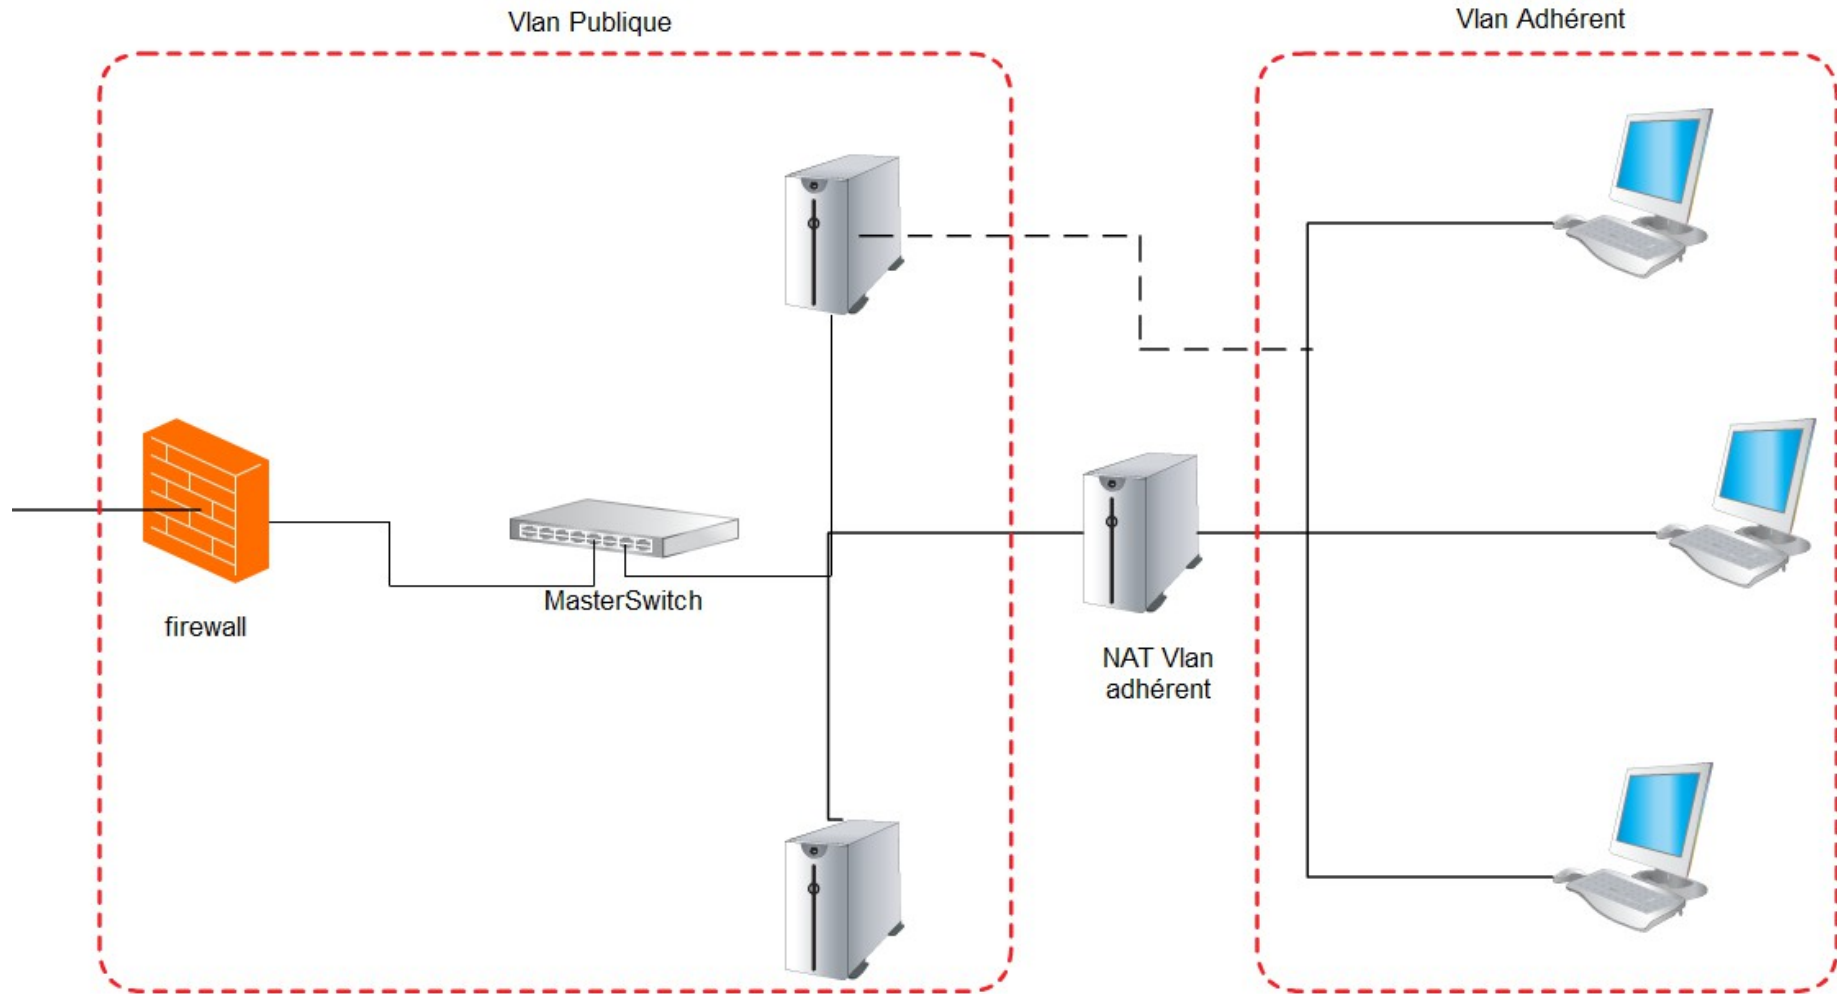 Vlan Publique
Vlan Adhérent
firewall
MasterSwitch
NAT Vlan
adhérent